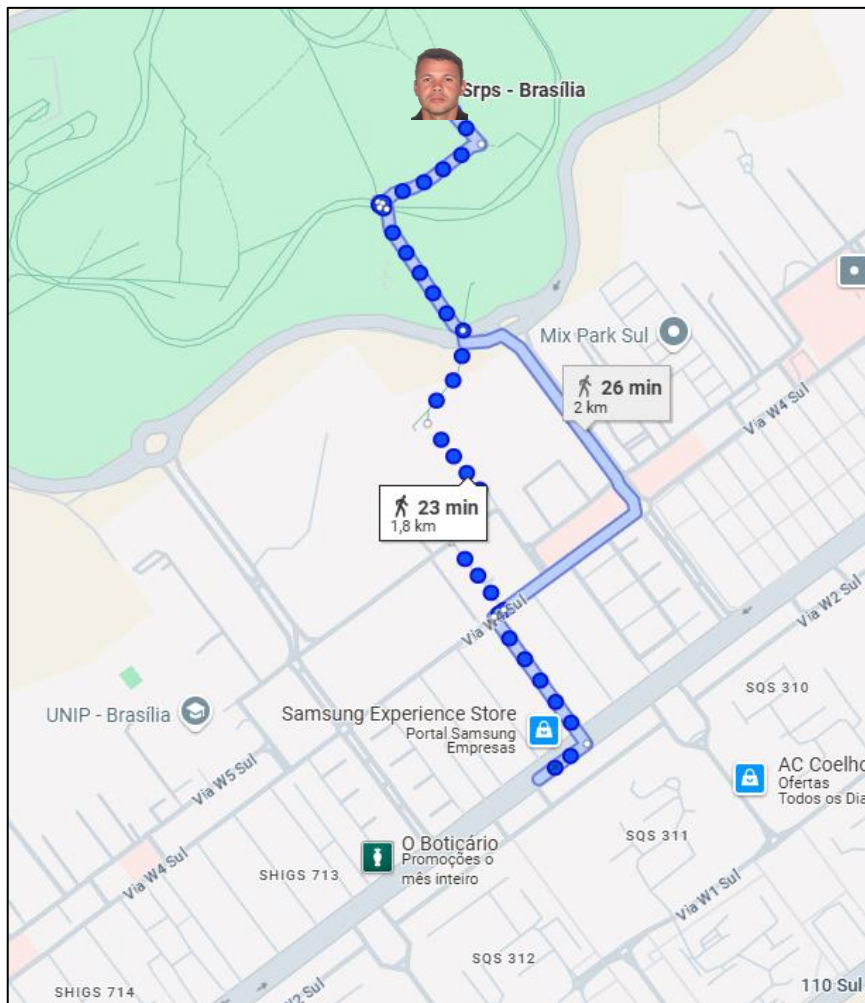 Srps - Brasília
Mix Park Sul
26 min
2 km
Via W4 Sul
23 min
1,8 km
Via W4 Sul
Via W2 Sul
SQS 310
UNIP - Brasília
Samsung Experience Store
Portal Samsung
Empresas
AC Coelho
Ofertas
Todos os Dia
Via W5 Sul
SQS 311
O Boticário
Promoções o
mês inteiro
SHIGS 713
Via W4 Sul
Via W1 Sul
SQS 312
SHIGS 714
W2 Sul
110 Sul